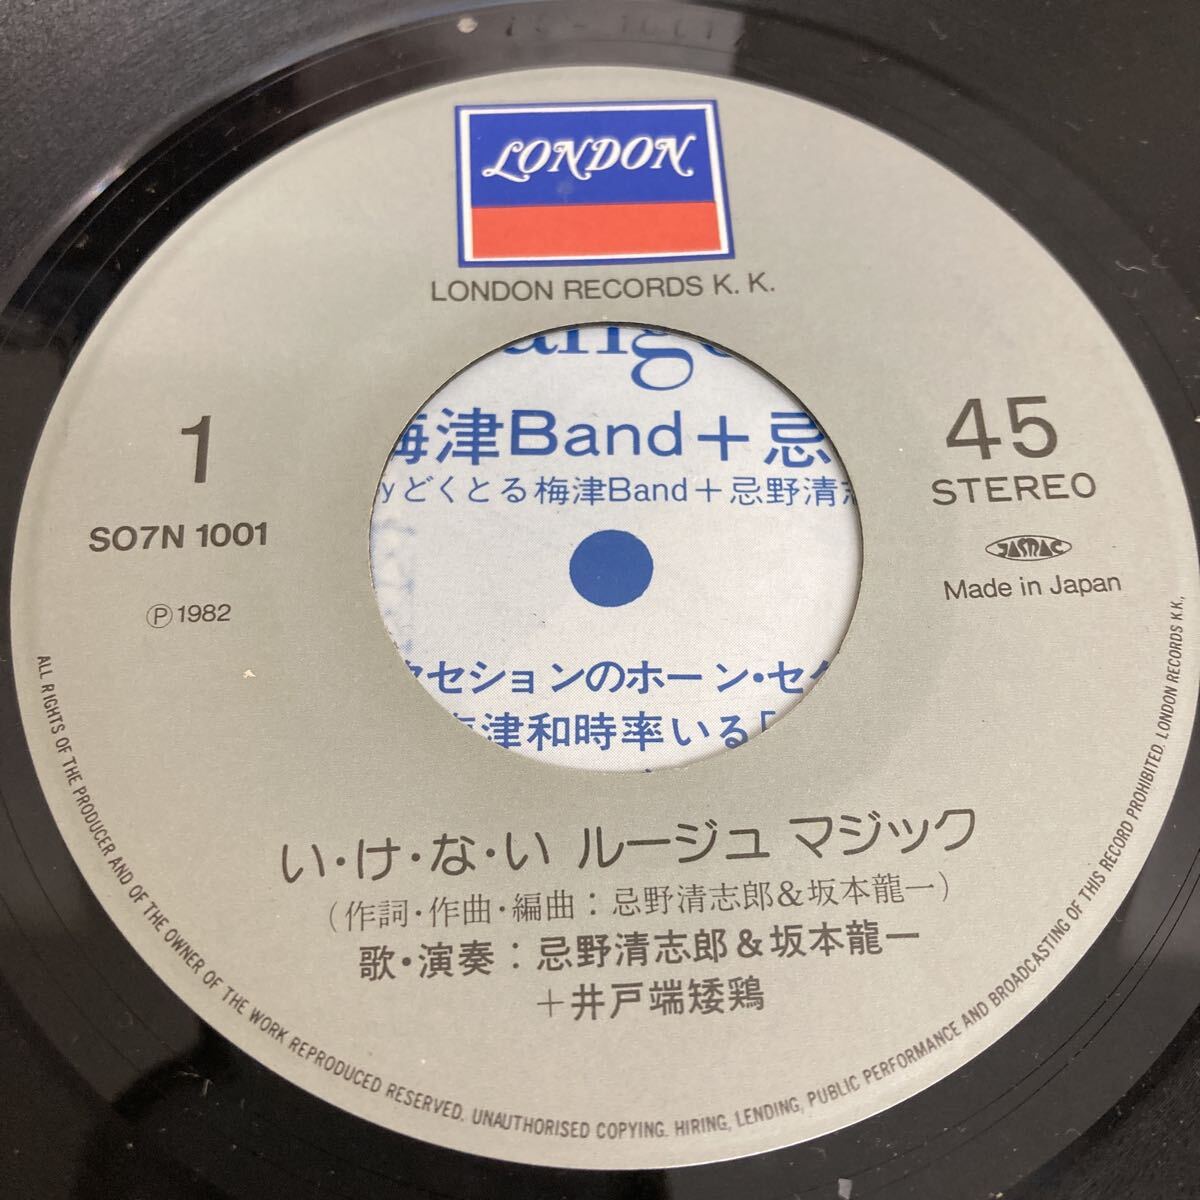 LONDON
LONDON RECORDS K. K.
1
SO7N 1001
Ⓟ1982
45
STEREO
JASRAC
Made in Japan
梅津Band＋忌
yどくとる梅津Band＋忌野清志
クセションのホーン・セク
梅津和時率いる「
い・け・な・い ルージュ マジック
(作詞・作曲・編曲：忌野清志郎＆坂本龍一)
歌・演奏：忌野清志郎＆坂本龍一
＋井戸端矮鶏
ALL RIGHTS OF THE PRODUCER AND OF THE OWNER OF THE WORK REPRODUCED RESERVED. UNAUTHORISED COPYING. HIRING, LENDING, PUBLIC PERFORMANCE AND BROADCASTING OF THIS RECORD PROHIBITED. LONDON RECORDS K.K.,